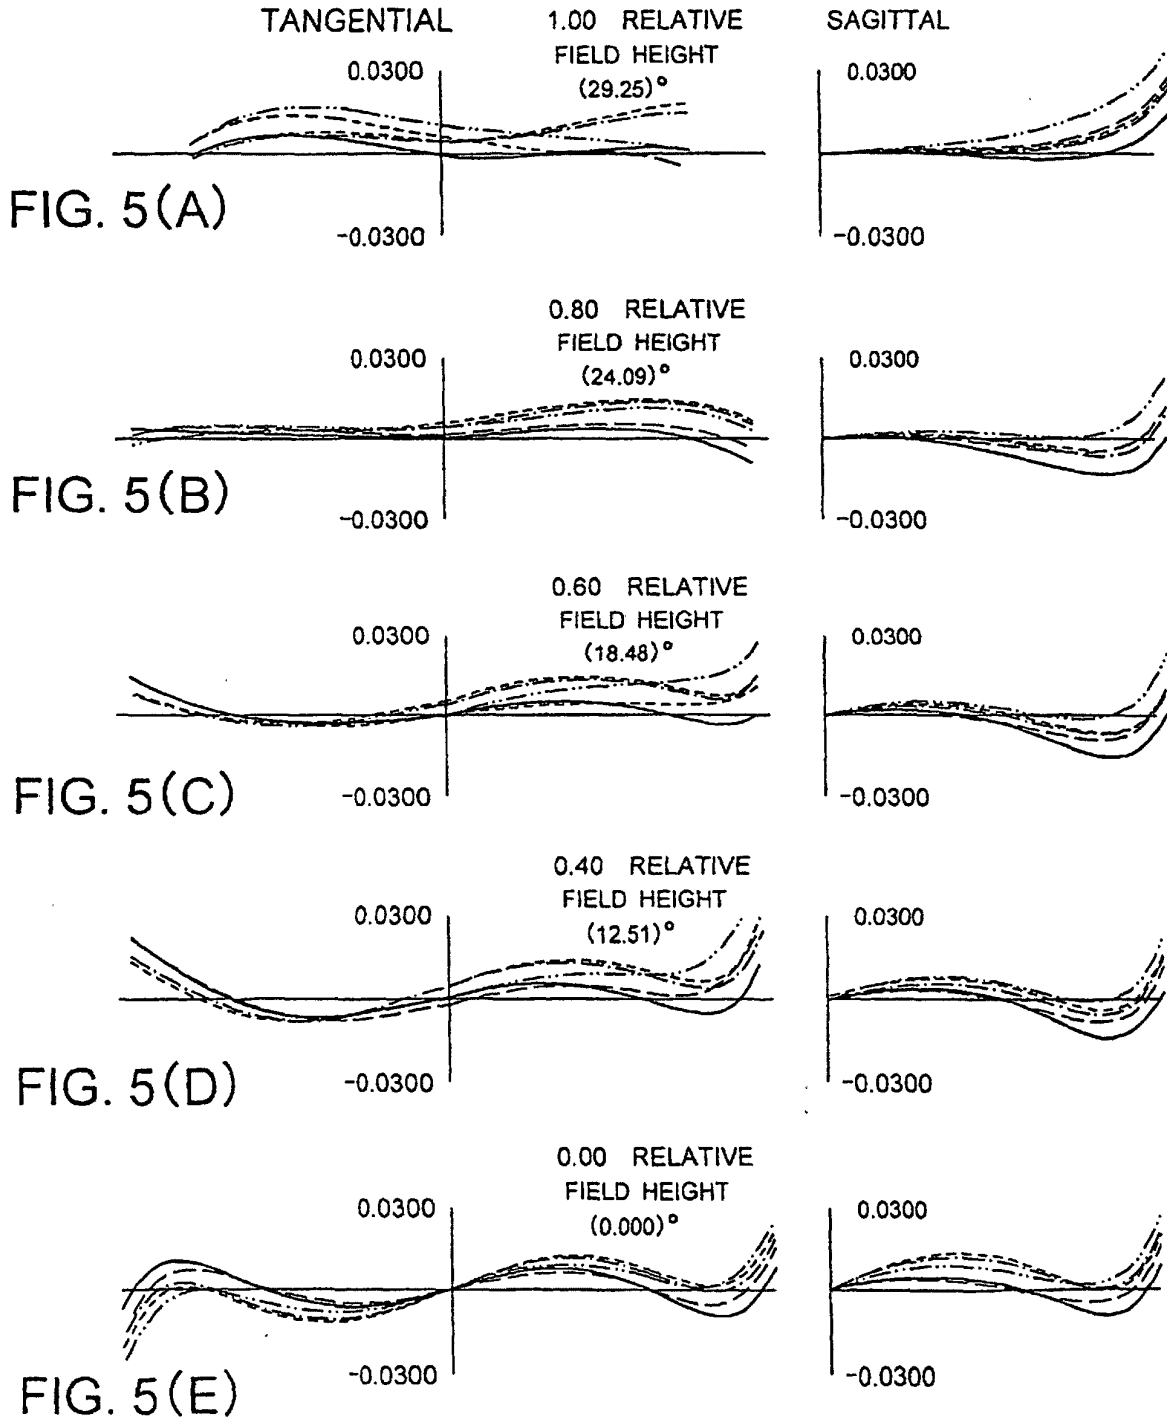 TANGENTIAL
1.00 RELATIVE
FIELD HEIGHT
(29.25)°
SAGITTAL
0.0300
0.0300
FIG. 5(A)
-0.0300
-0.0300
0.80 RELATIVE
FIELD HEIGHT
(24.09)°
0.0300
0.0300
FIG. 5(B)
-0.0300
-0.0300
0.60 RELATIVE
FIELD HEIGHT
(18.48)°
0.0300
0.0300
FIG. 5(C)
-0.0300
-0.0300
0.40 RELATIVE
FIELD HEIGHT
(12.51)°
0.0300
0.0300
FIG. 5(D)
-0.0300
-0.0300
0.00 RELATIVE
FIELD HEIGHT
(0.000)°
0.0300
0.0300
FIG. 5(E)
-0.0300
-0.0300